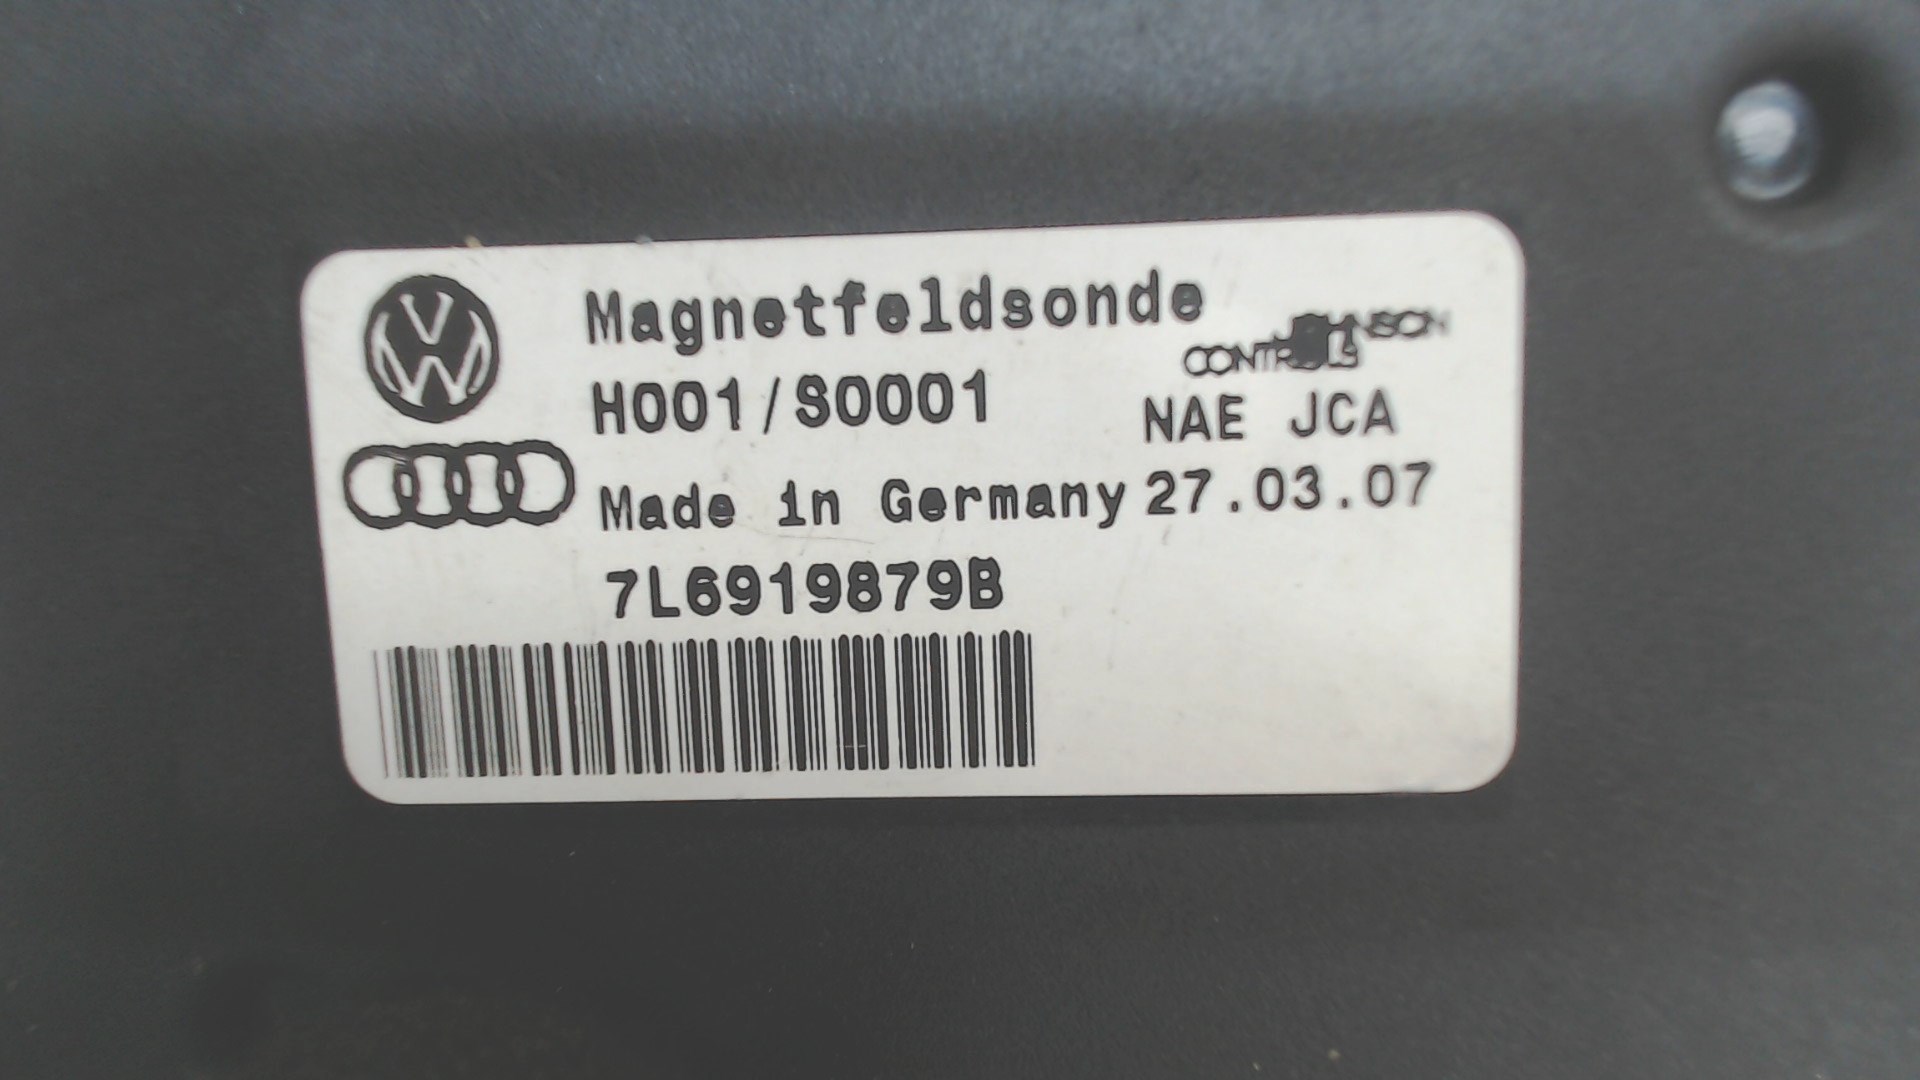 Magnetfeldsonde
JOHNSON
CONTROLS
H001/S0001
NAE JCA
Made in Germany 27.03.07
7L6919879B